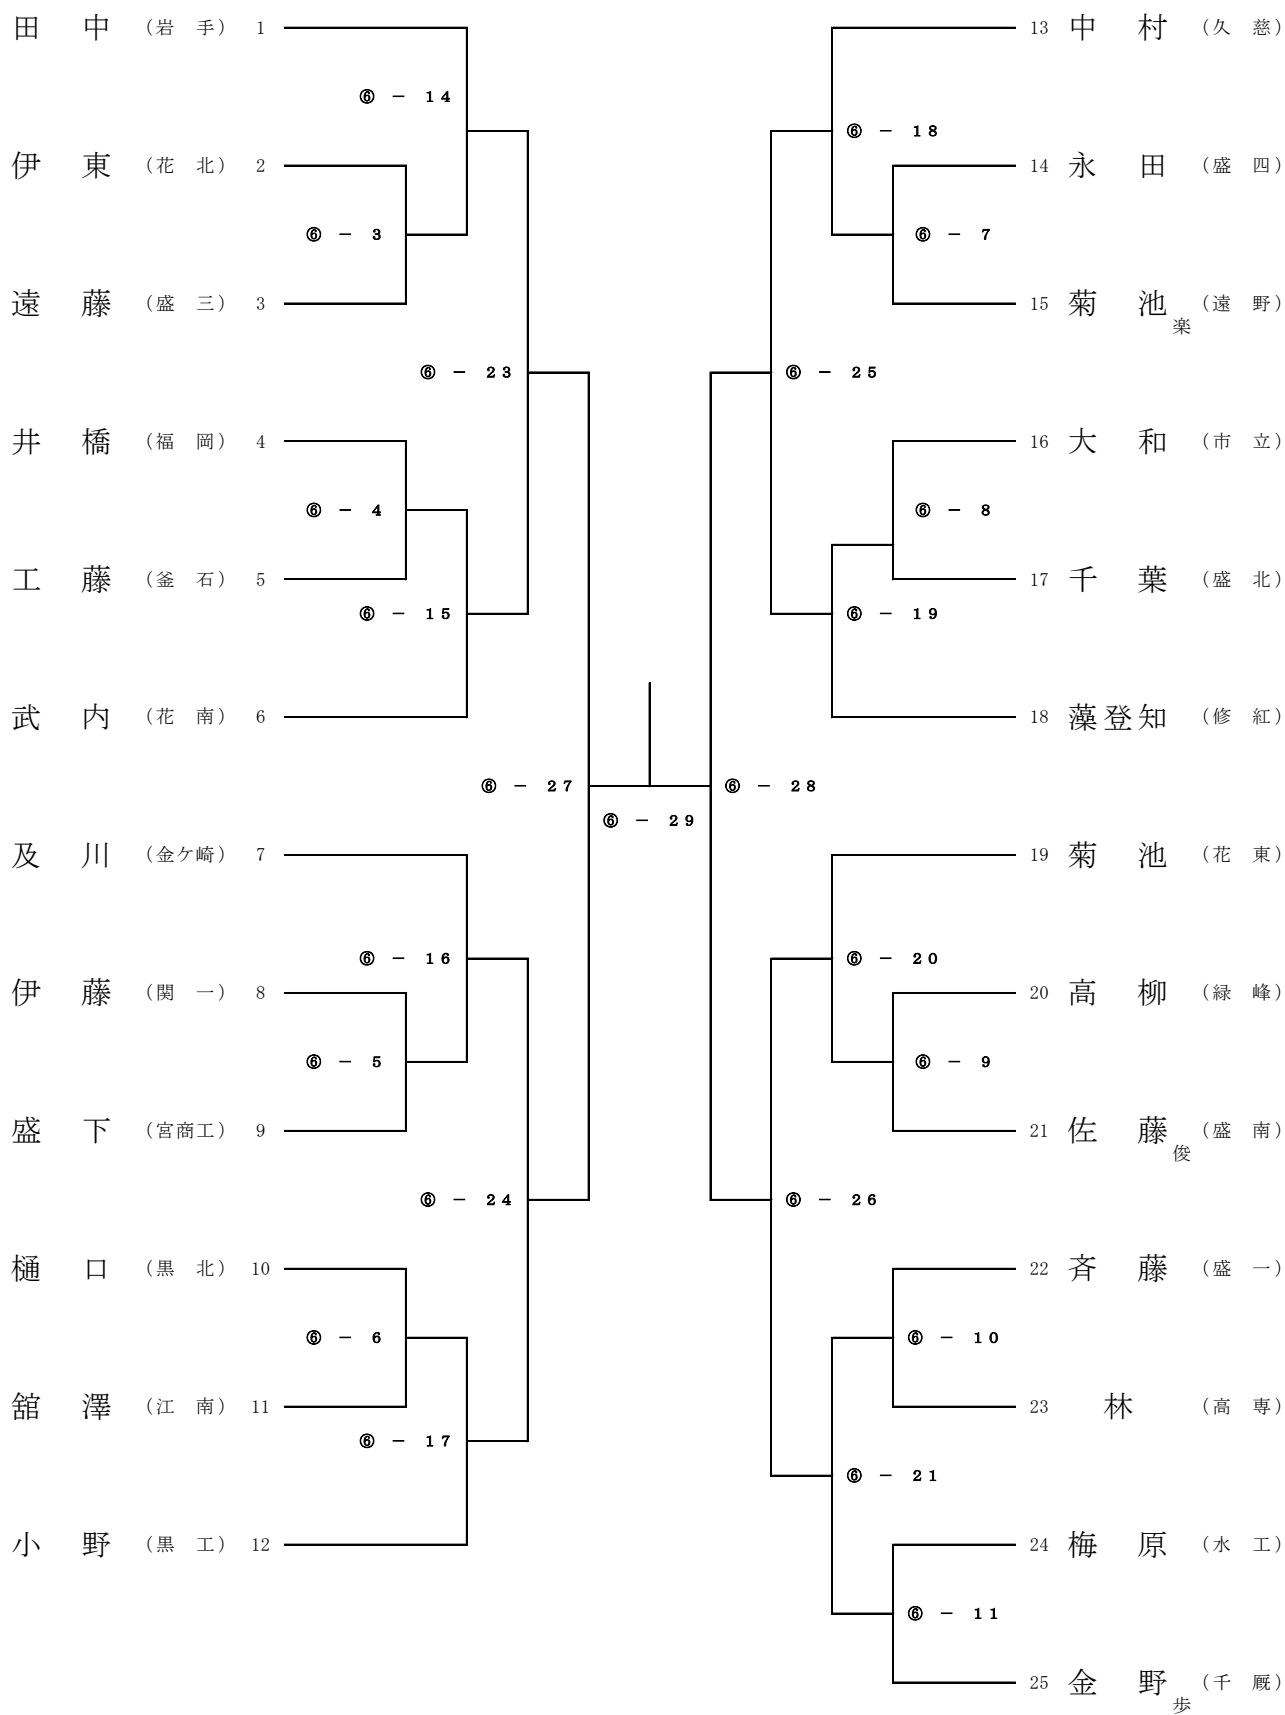 田 中 （岩 手） 1
⑥ － 14
伊 東 （花 北） 2
⑥ － 3
遠 藤 （盛 三） 3
⑥ － 23
井 橋 （福 岡） 4
⑥ － 4
工 藤 （釜 石） 5
⑥ － 15
武 内 （花 南） 6
⑥ － 27
及 川 （金ケ崎） 7
⑥ － 16
伊 藤 （関 一） 8
⑥ － 5
盛 下 （宮商工） 9
⑥ － 24
樋 口 （黒 北） 10
⑥ － 6
舘 澤 （江 南） 11
⑥ － 17
小 野 （黒 工） 12
⑥ － 29
13 中 村 （久 慈）
⑥ － 18
14 永 田 （盛 四）
⑥ － 7
15 菊 池 楽 （遠 野）
⑥ － 25
16 大 和 （市 立）
⑥ － 8
17 千 葉 （盛 北）
⑥ － 19
18 藻登知 （修 紅）
⑥ － 28
19 菊 池 （花 東）
⑥ － 20
20 高 柳 （緑 峰）
⑥ － 9
21 佐 藤 俊 （盛 南）
⑥ － 26
22 斉 藤 （盛 一）
⑥ － 10
23 林 （高 専）
⑥ － 21
24 梅 原 （水 工）
⑥ － 11
25 金 野 歩 （千 厩）